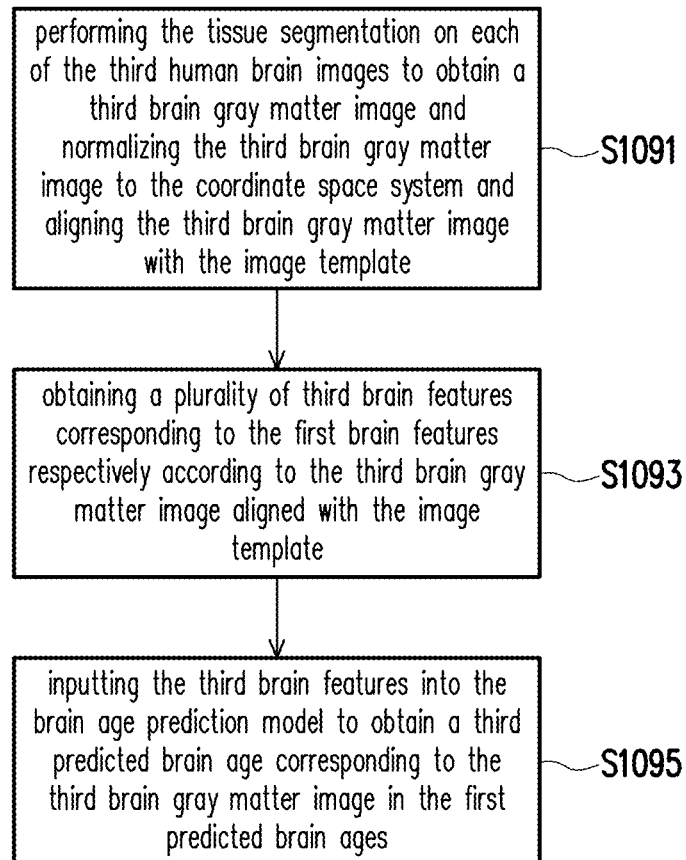 performing the tissue segmentation on each
of the third human brain images to obtain a
third brain gray matter image and
normalizing the third brain gray matter
image to the coordinate space system and
aligning the third brain gray matter image
with the image template
S1091
obtaining a plurality of third brain features
corresponding to the first brain features
respectively according to the third brain gray
matter image aligned with the image
template
S1093
inputting the third brain features into the
brain age prediction model to obtain a third
predicted brain age corresponding to the
third brain gray matter image in the first
predicted brain ages
S1095